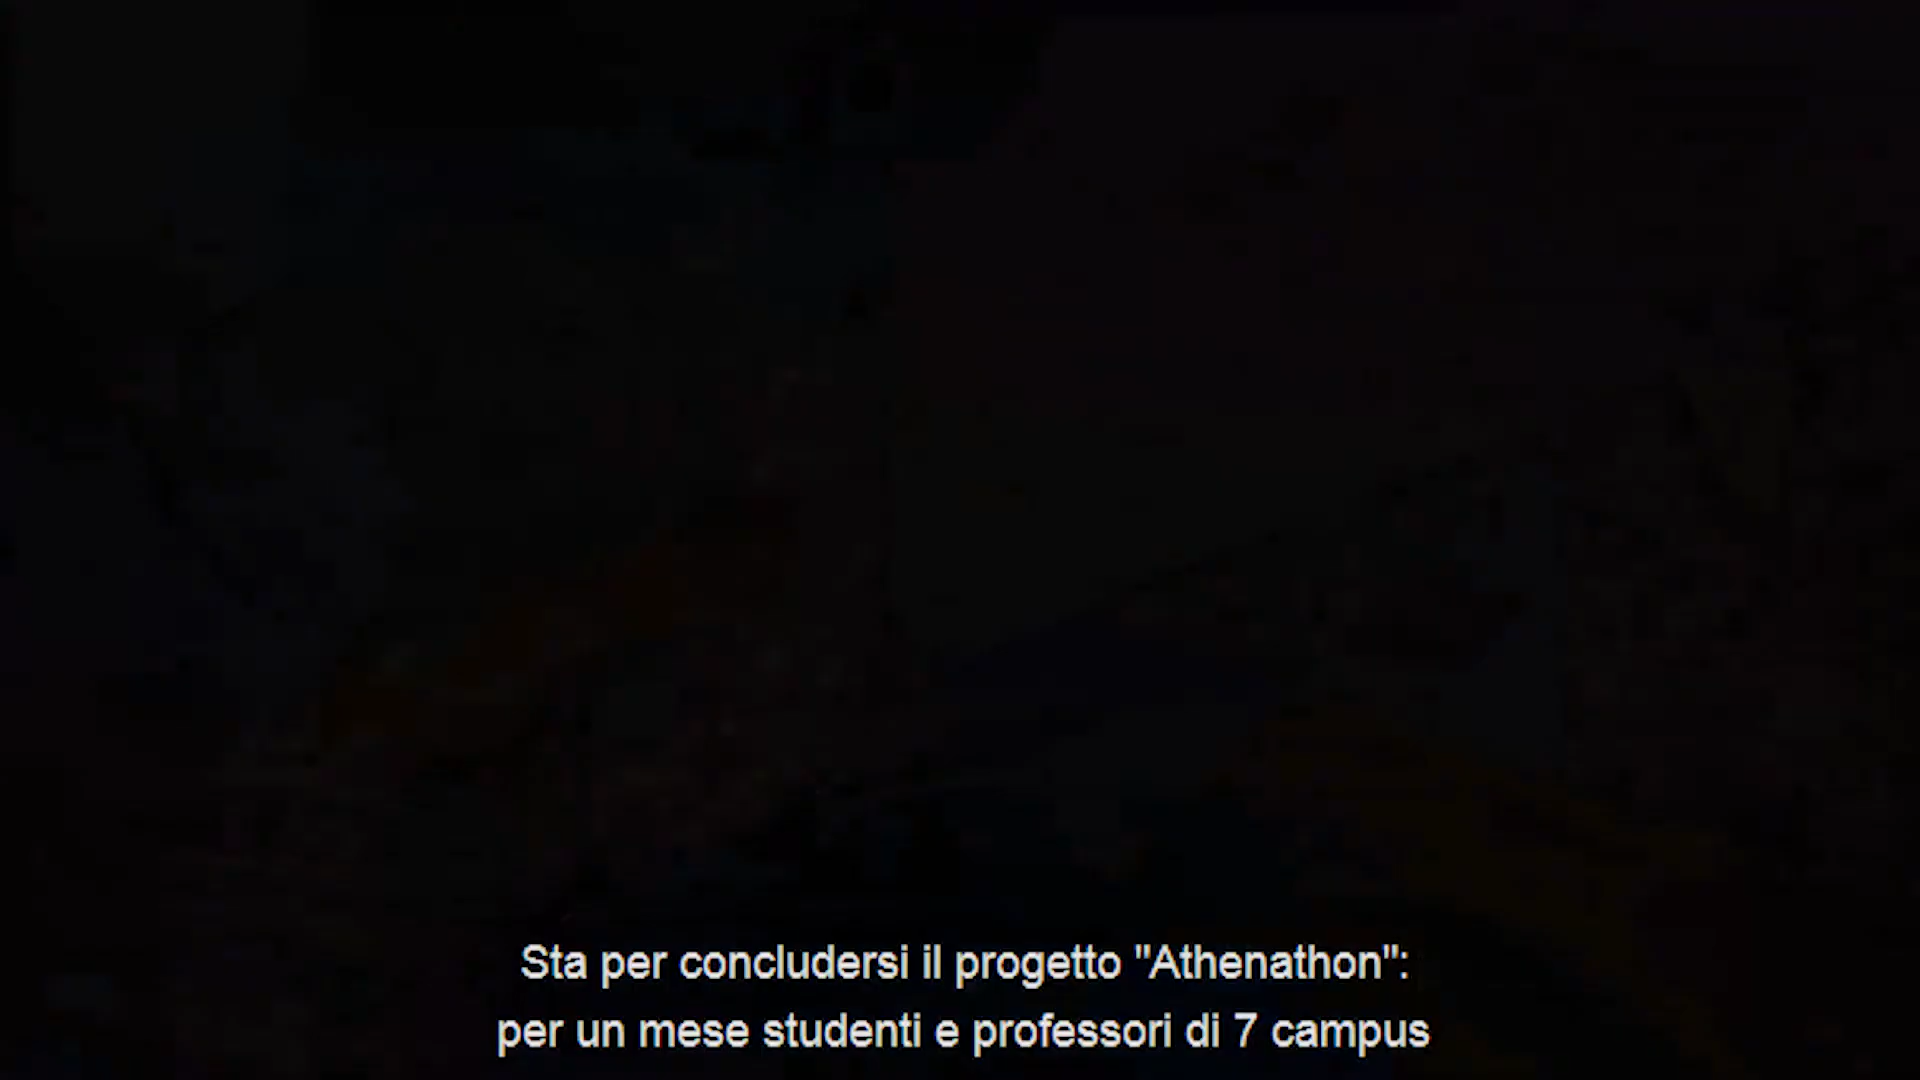 Sta per concludersi il progetto "Athenathon":
per un mese studenti e professori di 7 campus